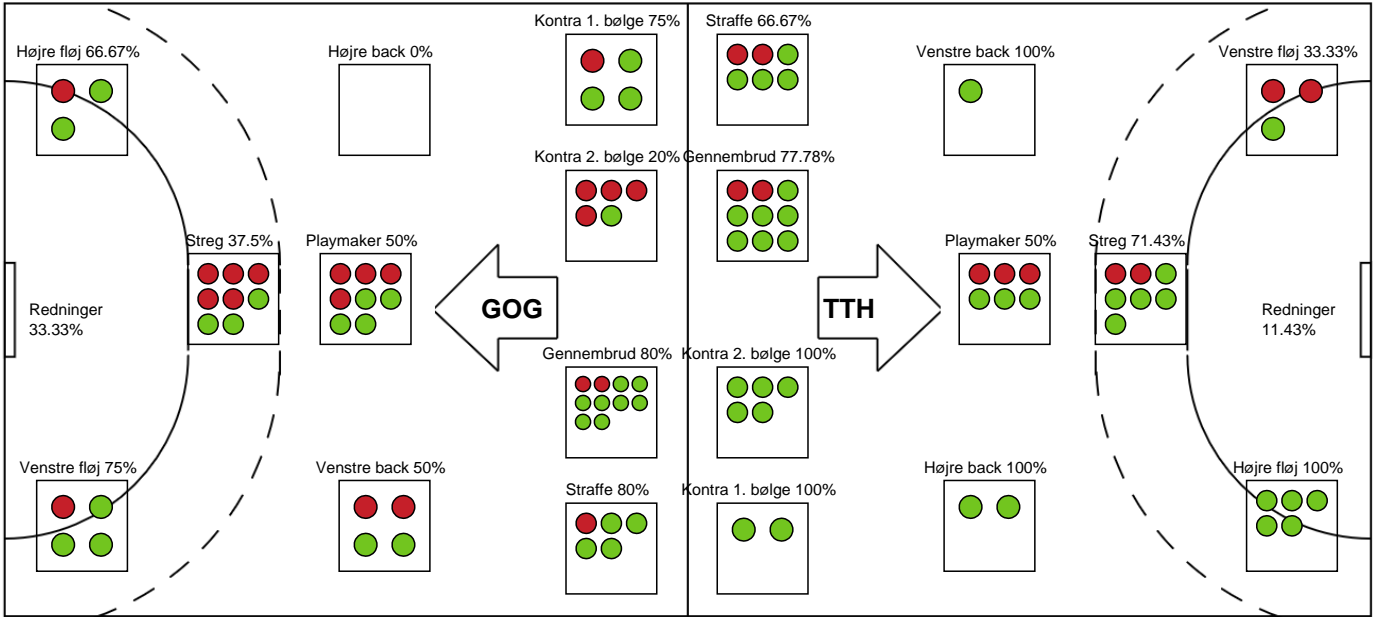 Kontra 1. bølge 75%
Straffe 66.67%
Højre fløj 66.67%
Højre back 0%
Venstre back 100%
Venstre fløj 33.33%
Kontra 2. bølge 20%
Gennembrud 77.78%
Streg 37.5%
Playmaker 50%
Playmaker 50%
Streg 71.43%
Redninger
33.33%
GOG
TTH
Redninger
11.43%
Gennembrud 80%
Kontra 2. bølge 100%
Venstre fløj 75%
Venstre back 50%
Højre back 100%
Højre fløj 100%
Straffe 80%
Kontra 1. bølge 100%